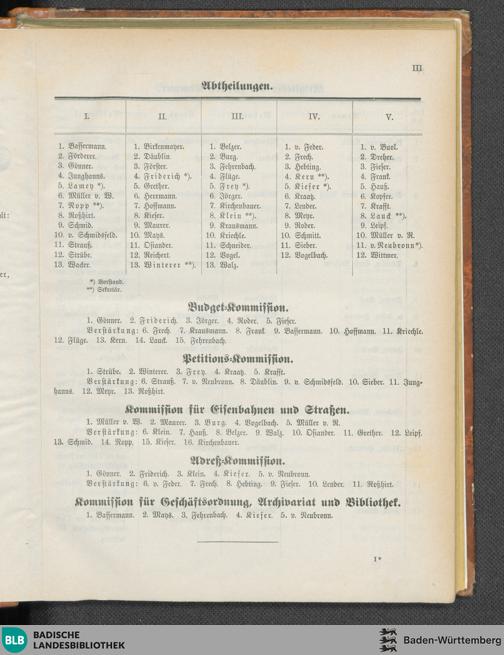 III
Abtheilungen.
I. II. III. IV. V.
1. Bassermann. 1. Birkenmayer. 1. Belzer. 1. v. Feder. 1. v. Buol.
2. Förderer. 2. Däublin. 2. Burg. 2. Frech. 2. Dreher.
3. Gönner. 3. Förster. 3. Fehrenbach. 3. Hebting. 3. Fieser.
4. Junghanns. 4. Friderich *). 4. Flüge. 4. Kern **). 4. Frank.
5. Lamey *). 5. Grether. 5. Frey *). 5. Kiefer *). 5. Hauß.
6. Müller v. W. 6. Herrmann. 6. Jörger. 6. Kraatz. 6. Kopfer.
7. Nopp **). 7. Hoffmann. 7. Kirchenbauer. 7. Lender. 7. Krafft.
8. Roßhirt. 8. Kiefer. 8. Klein **). 8. Meyr. 8. Lauck **).
9. Schmid. 9. Maurer. 9. Krausmann. 9. Roder. 9. Leipf.
10. v. Schmidsfeld. 10. Mays. 10. Kriechle. 10. Schmitt. 10. Müller v. R.
11. Strauß. 11. Osiander. 11. Schneider. 11. Sieber. 11. v. Neubronn *).
12. Strübe. 12. Reichert. 12. Vogel. 12. Vogelbach. 12. Wittmer.
13. Wacker. 13. Winterer **). 13. Walz.
*) Vorstand.
**) Sekretär.
Budget-Kommission.
1. Gönner. 2. Friderich. 3. Jörger. 4. Roder. 5. Fieser.
Verstärkung: 6. Frech. 7. Krausmann. 8. Frank. 9. Bassermann. 10. Hoffmann. 11. Kriechle.
12. Flüge. 13. Kern. 14. Lauck. 15. Fehrenbach.
Petitions-Kommission.
1. Strübe. 2. Winterer. 3. Frey. 4. Kraatz. 5. Krafft.
Verstärkung: 6. Strauß. 7. v. Neubronn. 8. Däublin. 9. v. Schmidsfeld. 10. Sieber. 11. Jung-
hanns. 12. Meyr. 13. Roßhirt.
Kommission für Eisenbahnen und Straßen.
1. Müller v. W. 2. Maurer. 3. Burg. 4. Vogelbach. 5. Müller v. R.
Verstärkung: 6. Klein. 7. Hauß. 8. Belzer. 9. Walz. 10. Osiander. 11. Grether. 12. Leipf.
13. Schmid. 14. Nopp. 15. Kiefer. 16. Kirchenbauer.
Adreß-Kommission.
1. Gönner. 2. Friderich. 3. Klein. 4. Kiefer. 5. v. Neubronn.
Verstärkung: 6. v. Feder. 7. Frech. 8. Hebting. 9. Fieser. 10. Lender. 11. Roßhirt.
Kommission für Geschäftsordnung, Archivariat und Bibliothek.
1. Bassermann. 2. Mays. 3. Fehrenbach. 4. Kiefer. 5. v. Neubronn.
I*
BLB BADISCHE
LANDESBIBLIOTHEK
Baden-Württemberg